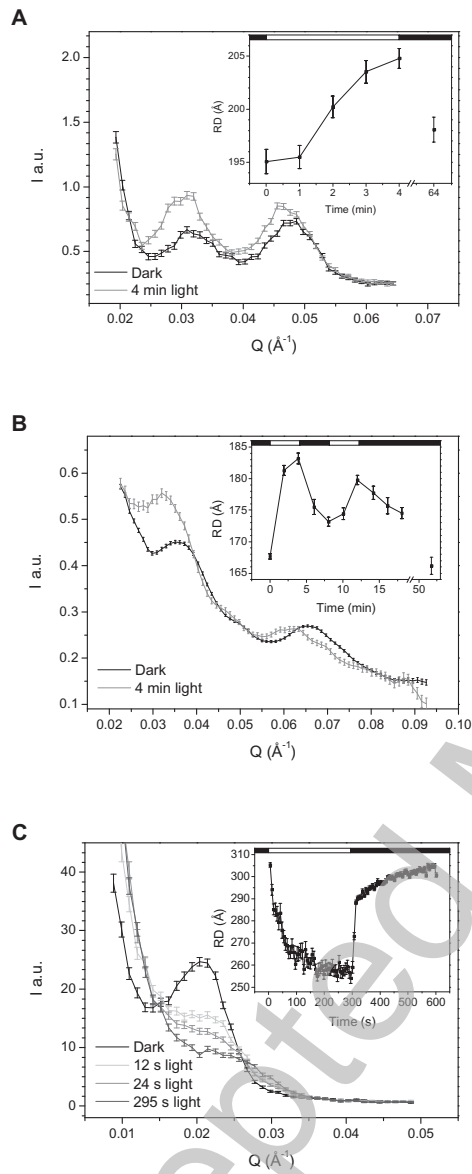 A
2.0
1.5
1.0
0.5
I a.u.
0.02 0.03 0.04 0.05 0.06 0.07
Q (Å⁻¹)
Dark
4 min light
205
200
195
RD (Å)
0 1 2 3 4 64
Time (min)
B
0.6
0.5
0.4
0.3
0.2
0.1
I a.u.
0.02 0.03 0.04 0.05 0.06 0.07 0.08 0.09 0.10
Q (Å⁻¹)
Dark
4 min light
185
180
175
170
165
RD (Å)
0 5 10 15 50
Time (min)
C
40
30
20
10
0
I a.u.
0.01 0.02 0.03 0.04 0.05
Q (Å⁻¹)
Dark
12 s light
24 s light
295 s light
310
300
290
280
270
260
250
RD (Å)
0 100 200 300 400 500 600
Time (s)
epted